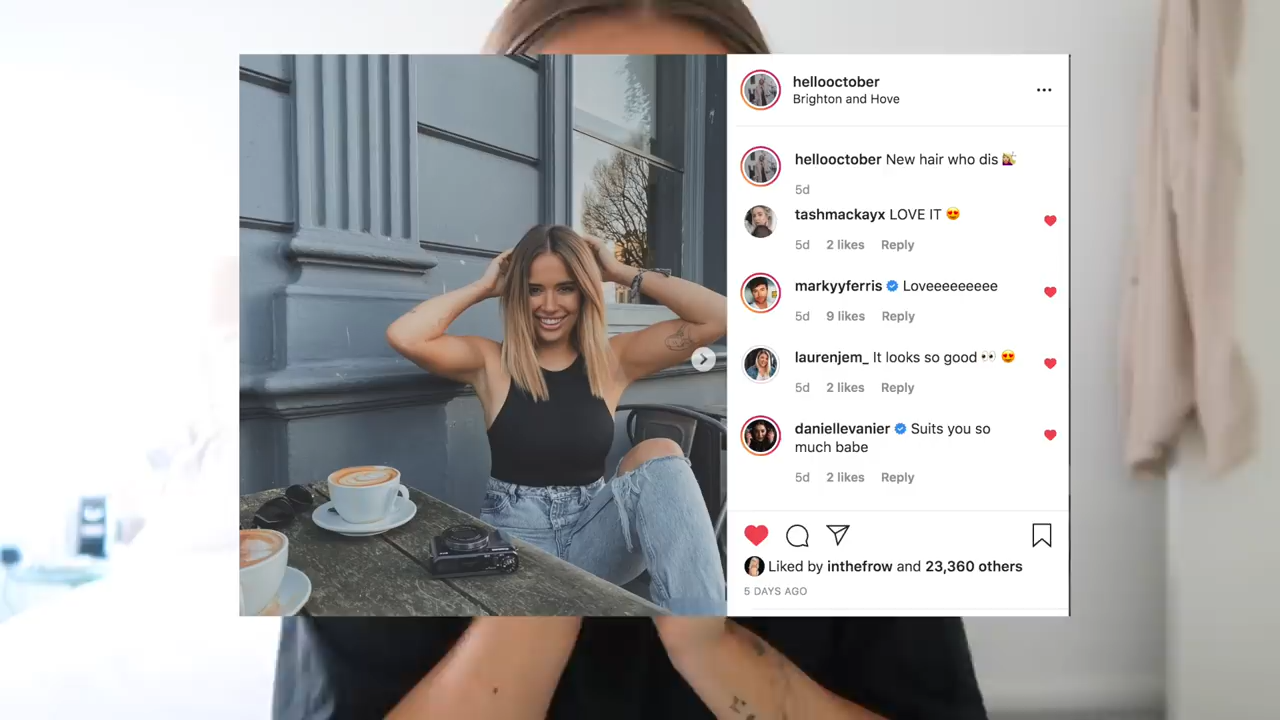 hellooctober
Brighton and Hove
hellooctober New hair who dis 💇‍♀️
5d
tashmackayx LOVE IT 😍
5d 2 likes Reply
markyyferris Loveeeeeeeee
5d 9 likes Reply
laurenjem_ It looks so good 👀 😍
5d 2 likes Reply
daniellevanier Suits you so
much babe
5d 2 likes Reply
Liked by inthefrow and 23,360 others
5 DAYS AGO